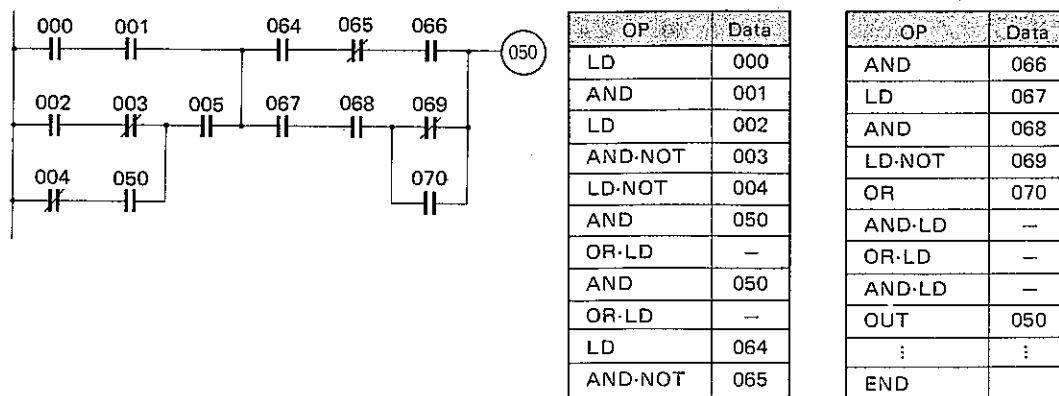 000 001 064 065 066
050
002 003 005 067 068 069
004 050 070
OP Data
LD 000
AND 001
LD 002
AND·NOT 003
LD·NOT 004
AND 050
OR·LD —
AND 050
OR·LD —
LD 064
AND·NOT 065
OP Data
AND 066
LD 067
AND 068
LD·NOT 069
OR 070
AND·LD —
OR·LD —
AND·LD —
OUT 050
⋮ ⋮
END